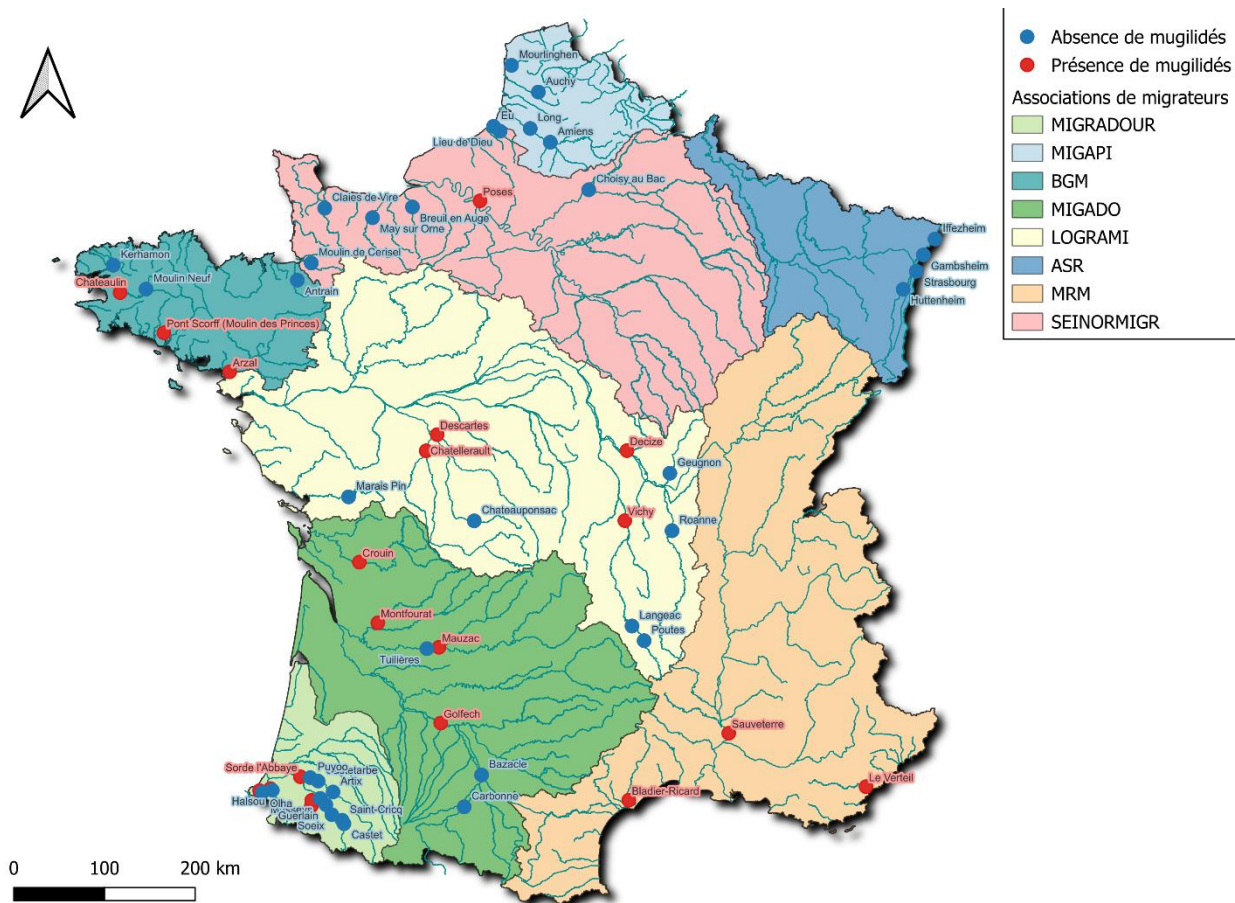 Absence de mugilidés
Présence de mugilidés
Associations de migrateurs
MIGRADOUR
MIGAPI
BGM
MIGADO
LOGRAMI
ASR
MRM
SEINORMIGR
Mourlinghen
Auchy
Eu
Long
Lieu de Dieu
Amiens
Choisy au Bac
Poses
Claies de Vire
Breuil en Auge
May sur Orne
Iffezheim
Gambsheim
Strasbourg
Huttenheim
Kerhamon
Moulin de Cerisel
Chateaulin
Moulin Neuf
Antrain
Pont Scorff (Moulin des Princes)
Arzal
Descartes
Chatellerault
Decize
Geugnon
Marais Pin
Chateauponsac
Vichy
Roanne
Crouin
Montfourat
Langeac
Poutes
Mauzac
Tuilières
Golfech
Sauveterre
Sorde l'Abbaye
Puyoo
Artix
Bazacle
Le Verteil
Halsou
Olha
Saint-Cricq
Carbonne
Bladier-Ricard
Guerlain
Soeix
Castet
0 100 200 km